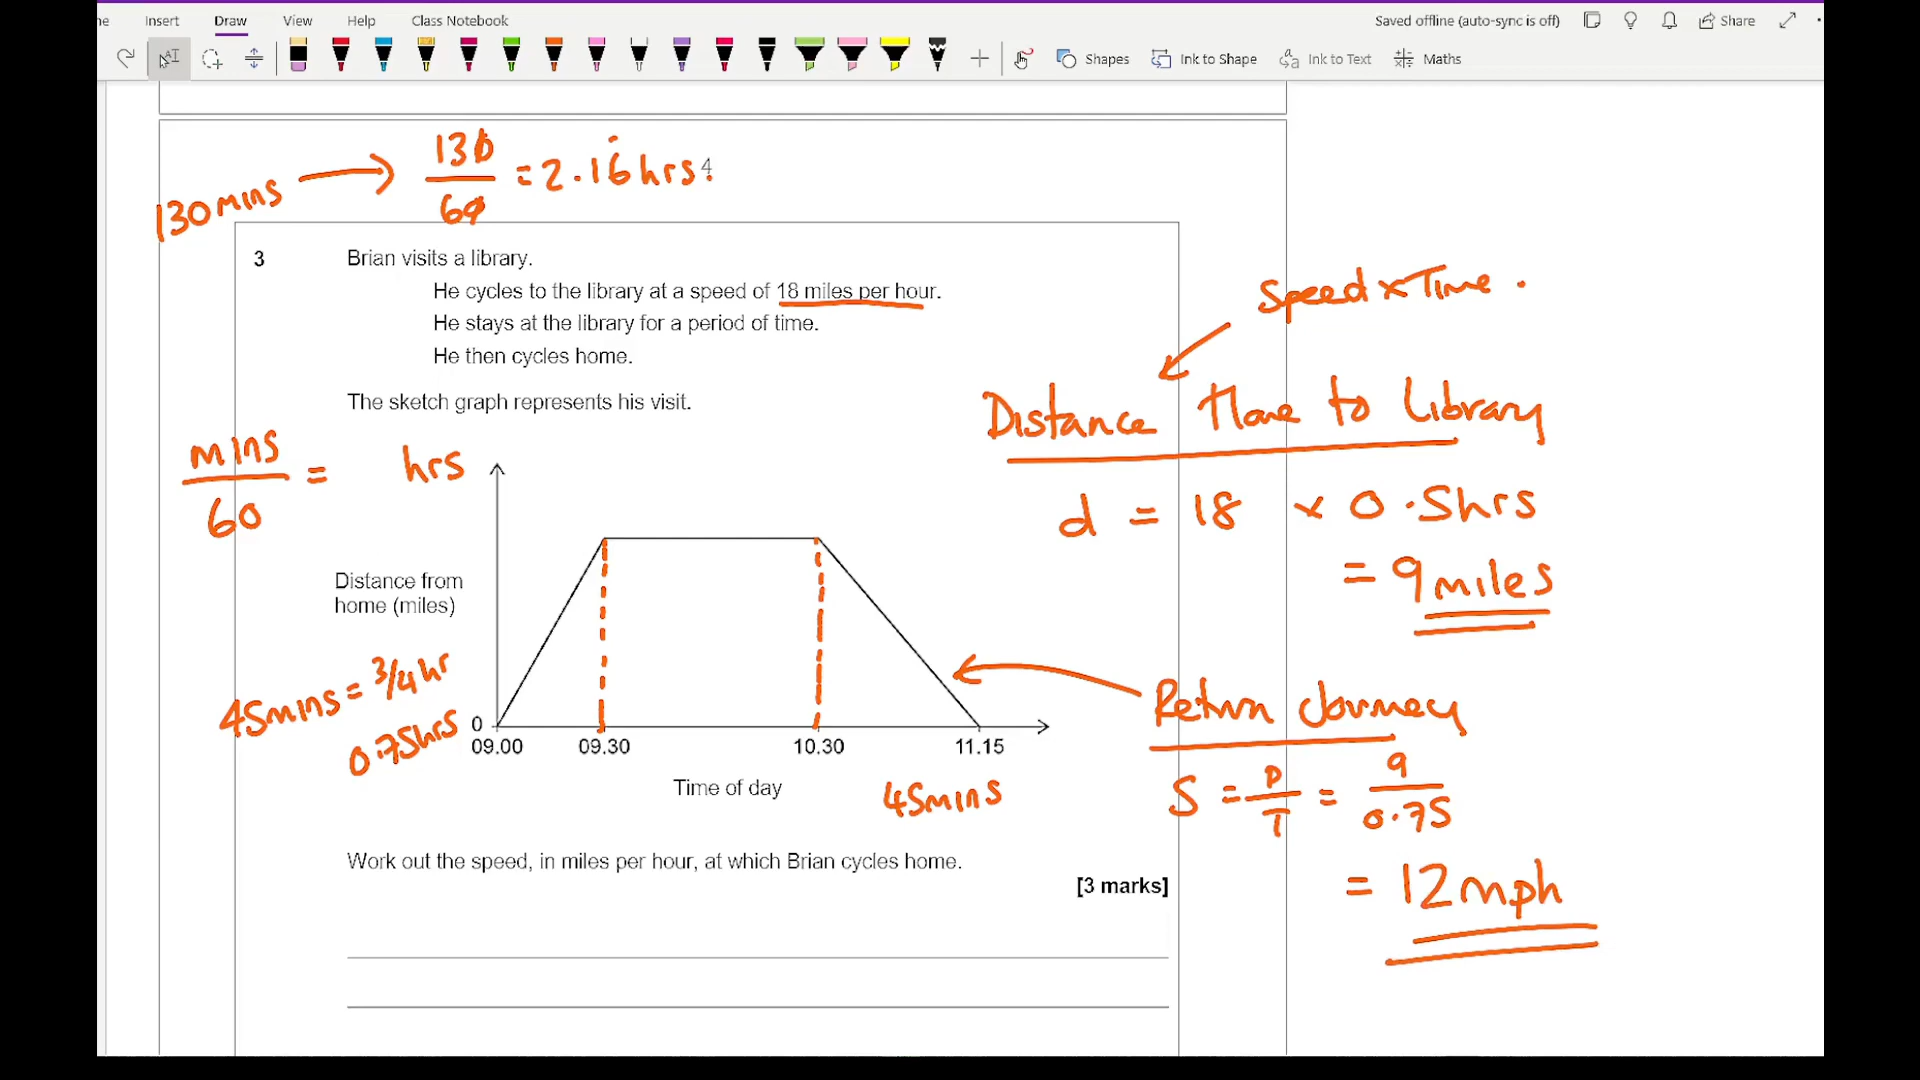 Insert Draw View Help Class Notebook Saved offline (auto-sync is off) Share
Shapes Ink to Shape Ink to Text Maths
130mins → 130/60 = 2.16̇ hrs 4
3 Brian visits a library.
He cycles to the library at a speed of 18 miles per hour.
He stays at the library for a period of time.
He then cycles home.
The sketch graph represents his visit.
Speed × Time .
Distance Home to Library
mins/60 = hrs
d = 18 × 0.5hrs
= 9miles
Distance from
home (miles)
45mins = 3/4 hr
0.75hrs
0
09.00 09.30 10.30 11.15
Time of day
45mins
Return Journey
S = D/T = 9/0.75
= 12mph
Work out the speed, in miles per hour, at which Brian cycles home.
[3 marks]